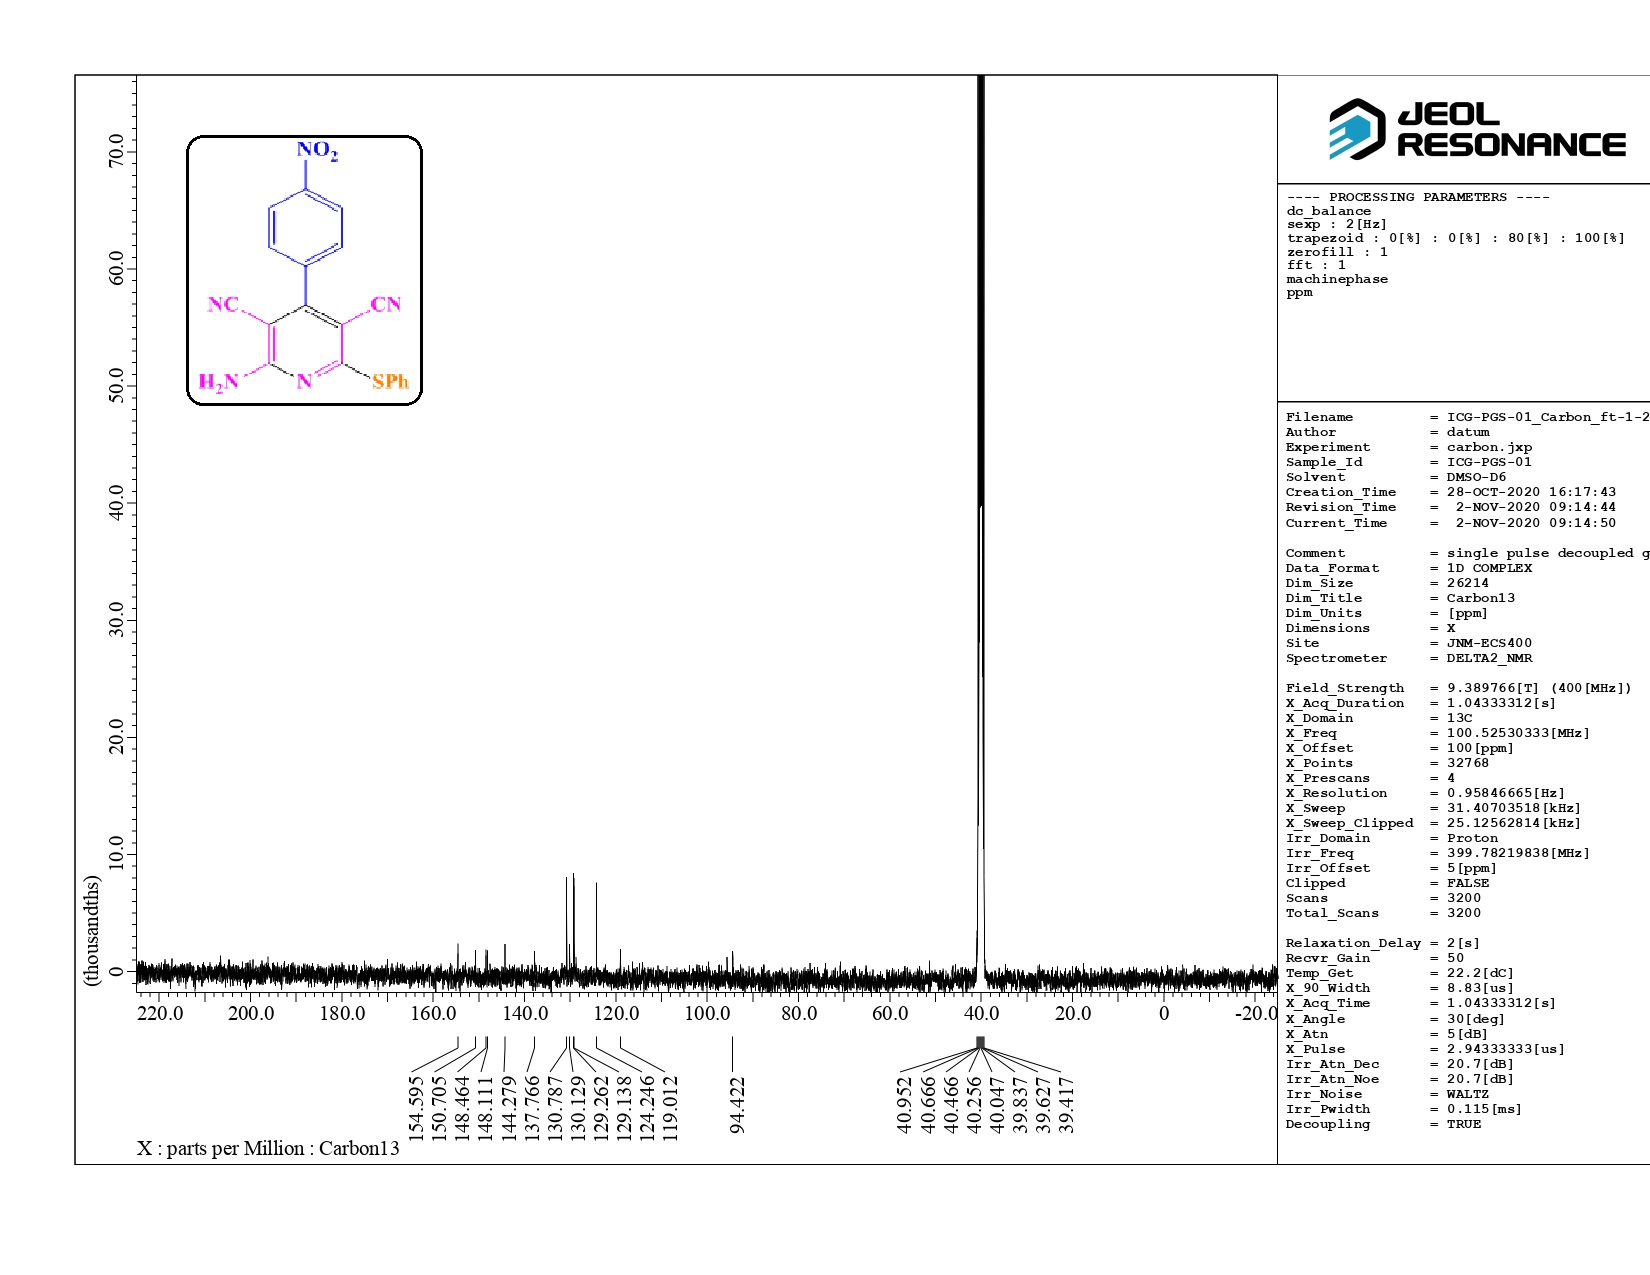 JEOL
RESONANCE
---- PROCESSING PARAMETERS ----
dc_balance
sexp : 2[Hz]
trapezoid : 0[%] : 0[%] : 80[%] : 100[%]
zerofill : 1
fft : 1
machinephase
ppm
Filename = ICG-PGS-01_Carbon_ft-1-2
Author = datum
Experiment = carbon.jxp
Sample_Id = ICG-PGS-01
Solvent = DMSO-D6
Creation_Time = 28-OCT-2020 16:17:43
Revision_Time = 2-NOV-2020 09:14:44
Current_Time = 2-NOV-2020 09:14:50
Comment = single pulse decoupled g
Data_Format = 1D COMPLEX
Dim_Size = 26214
Dim_Title = Carbon13
Dim_Units = [ppm]
Dimensions = X
Site = JNM-ECS400
Spectrometer = DELTA2_NMR
Field_Strength = 9.389766[T] (400[MHz])
X_Acq_Duration = 1.04333312[s]
X_Domain = 13C
X_Freq = 100.52530333[MHz]
X_Offset = 100[ppm]
X_Points = 32768
X_Prescans = 4
X_Resolution = 0.95846665[Hz]
X_Sweep = 31.40703518[kHz]
X_Sweep_Clipped = 25.12562814[kHz]
Irr_Domain = Proton
Irr_Freq = 399.78219838[MHz]
Irr_Offset = 5[ppm]
Clipped = FALSE
Scans = 3200
Total_Scans = 3200
Relaxation_Delay = 2[s]
Recvr_Gain = 50
Temp_Get = 22.2[dC]
X_90_Width = 8.83[us]
X_Acq_Time = 1.04333312[s]
X_Angle = 30[deg]
X_Atn = 5[dB]
X_Pulse = 2.94333333[us]
Irr_Atn_Dec = 20.7[dB]
Irr_Atn_Noe = 20.7[dB]
Irr_Noise = WALTZ
Irr_Pwidth = 0.115[ms]
Decoupling = TRUE
NO2
NC CN
H2N N SPh
70.0
60.0
50.0
40.0
30.0
20.0
10.0
0
(thousandths)
220.0 200.0 180.0 160.0 140.0 120.0 100.0 80.0 60.0 40.0 20.0 0 -20.0
154.595
150.705
148.464
148.111
144.279
137.766
130.787
130.129
129.262
129.138
124.246
119.012
94.422
40.952
40.666
40.466
40.256
40.047
39.837
39.627
39.417
X : parts per Million : Carbon13